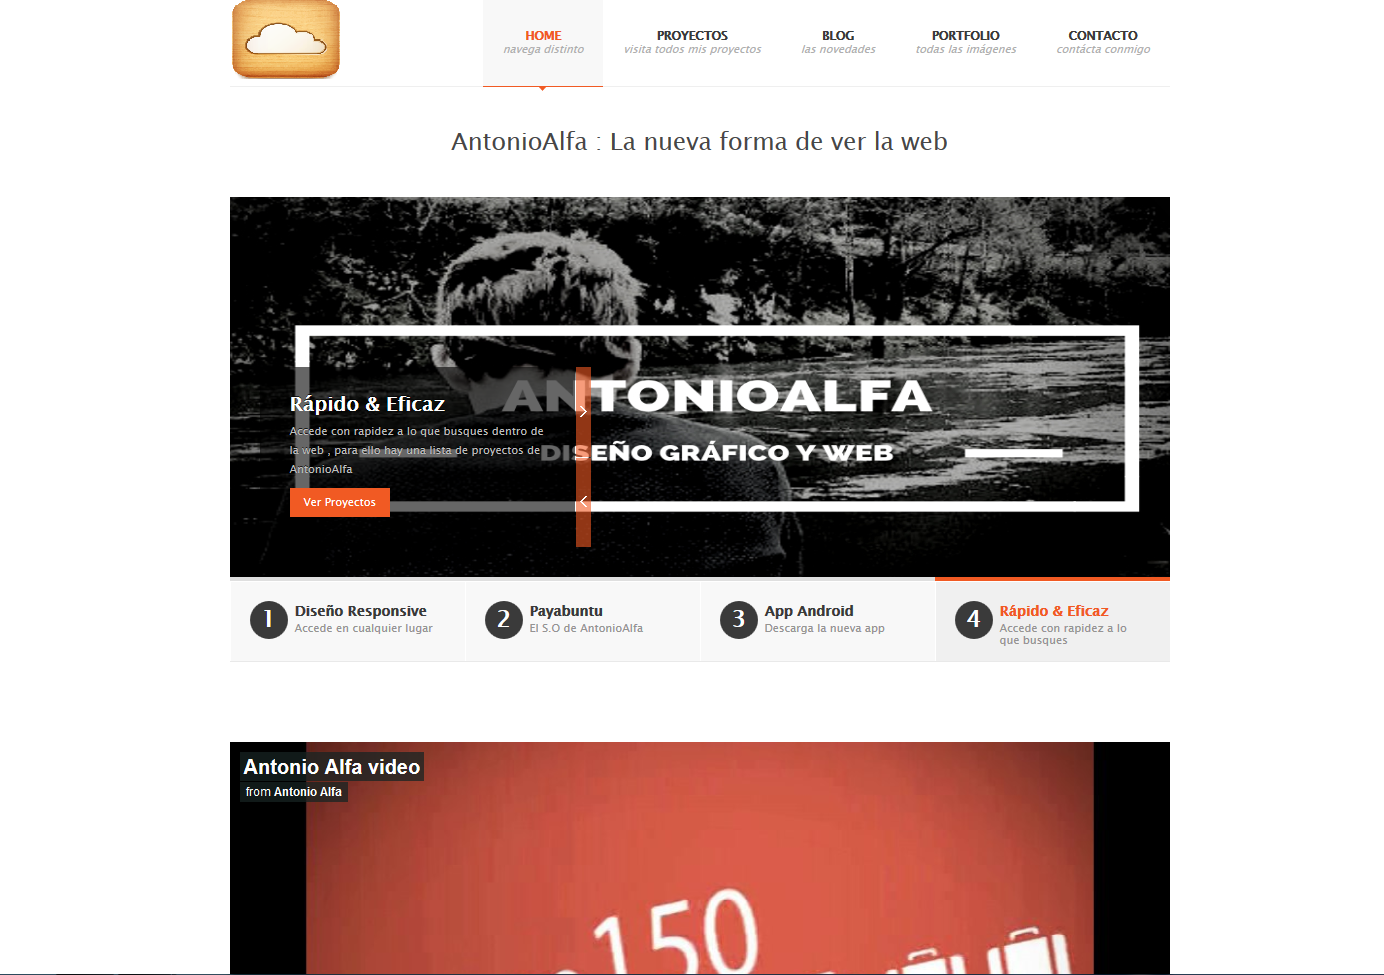 HOME
navega distinto
PROYECTOS
visita todos mis proyectos
BLOG
las novedades
PORTFOLIO
todas las imágenes
CONTACTO
contácta conmigo
AntonioAlfa : La nueva forma de ver la web
ANTONIOALFA
DISEÑO GRÁFICO Y WEB
Rápido & Eficaz
Accede con rapidez a lo que busques dentro de
la web , para ello hay una lista de proyectos de
AntonioAlfa
Ver Proyectos
1
Diseño Responsive
Accede en cualquier lugar
2
Payabuntu
El S.O de AntonioAlfa
3
App Android
Descarga la nueva app
4
Rápido & Eficaz
Accede con rapidez a lo
que busques
Antonio Alfa video
from Antonio Alfa
150